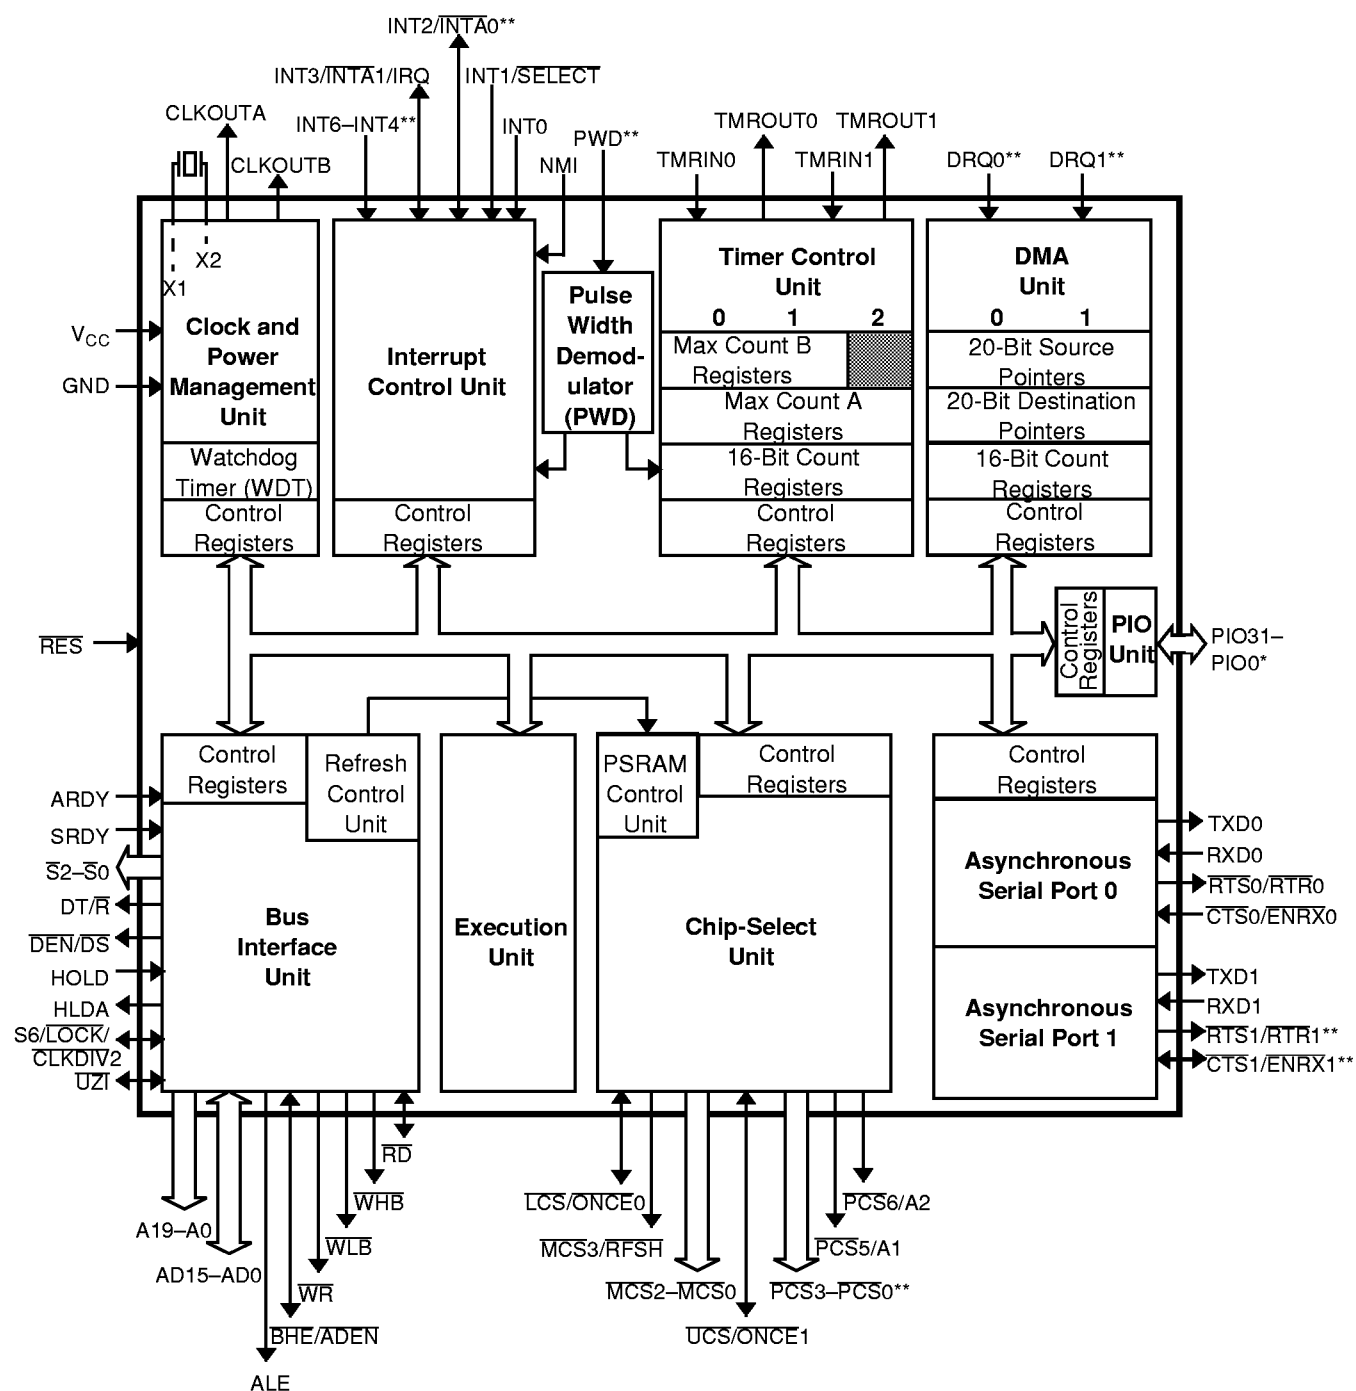 INT2/INTA0**
INT3/INTA1/IRQ
INT1/SELECT
CLKOUTA
INT6–INT4**
INT0
PWD**
TMROUT0
TMROUT1
CLKOUTB
NMI
TMRIN0
TMRIN1
DRQ0**
DRQ1**
X2
X1
Clock and
Power
Management
Unit
Watchdog
Timer (WDT)
Control
Registers
VCC
GND
Interrupt
Control Unit
Control
Registers
Pulse
Width
Demod-
ulator
(PWD)
Timer Control
Unit
0 1 2
Max Count B
Registers
Max Count A
Registers
16-Bit Count
Registers
Control
Registers
DMA
Unit
0 1
20-Bit Source
Pointers
20-Bit Destination
Pointers
16-Bit Count
Registers
Control
Registers
RES
Control
Registers
PIO
Unit
PIO31–
PIO0*
Control
Registers
Refresh
Control
Unit
Bus
Interface
Unit
ARDY
SRDY
S2–S0
DT/R
DEN/DS
HOLD
HLDA
S6/LOCK/
CLKDIV2
UZI
Execution
Unit
PSRAM
Control
Unit
Control
Registers
Chip-Select
Unit
Control
Registers
Asynchronous
Serial Port 0
Asynchronous
Serial Port 1
TXD0
RXD0
RTS0/RTR0
CTS0/ENRX0
TXD1
RXD1
RTS1/RTR1**
CTS1/ENRX1**
RD
WHB
A19–A0
WLB
AD15–AD0
WR
BHE/ADEN
ALE
LCS/ONCE0
PCS6/A2
MCS3/RFSH
PCS5/A1
MCS2–MCS0
PCS3–PCS0**
UCS/ONCE1